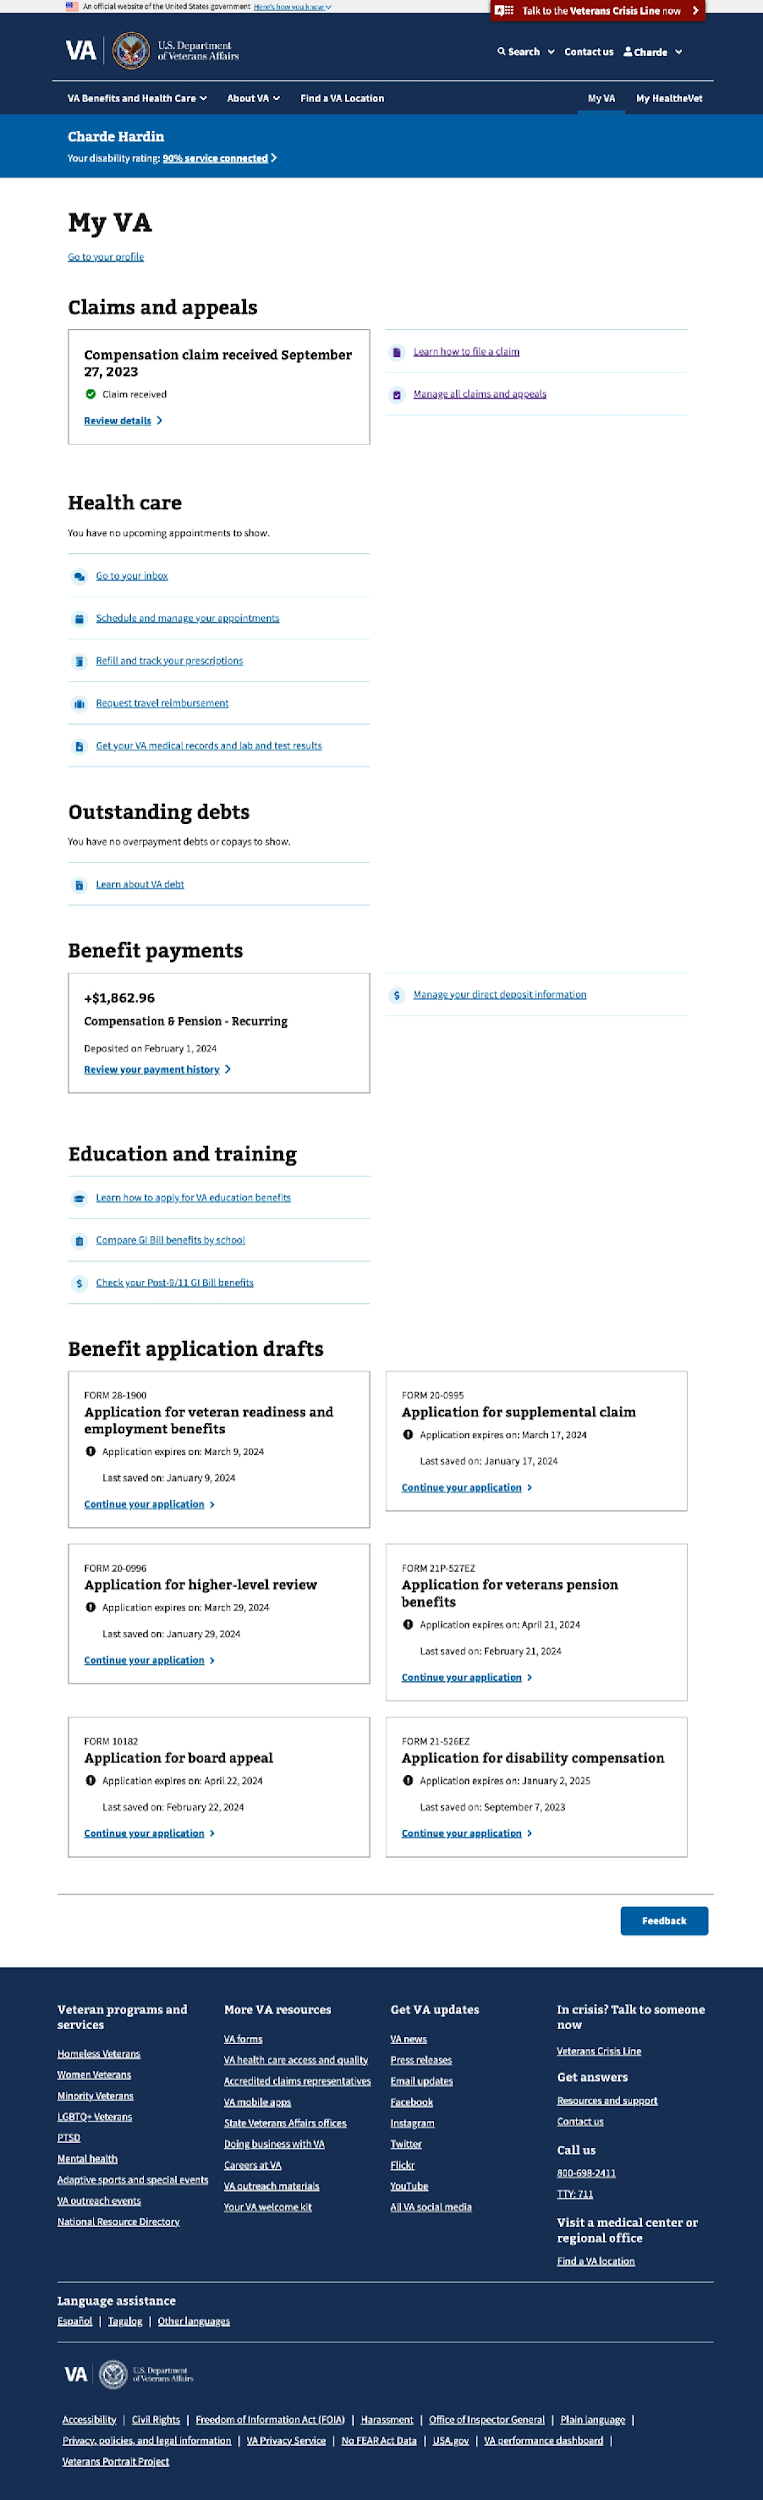 An official website of the United States government Here's how you know
Talk to the Veterans Crisis Line now
VA
U.S. Department
of Veterans Affairs
Search
Contact us
Charde
VA Benefits and Health Care
About VA
Find a VA Location
My VA
My HealtheVet
Charde Hardin
Your disability rating: 90% service connected
My VA
Go to your profile
Claims and appeals
Compensation claim received September
27, 2023
Claim received
Review details
Learn how to file a claim
Manage all claims and appeals
Health care
You have no upcoming appointments to show.
Go to your inbox
Schedule and manage your appointments
Refill and track your prescriptions
Request travel reimbursement
Get your VA medical records and lab and test results
Outstanding debts
You have no overpayment debts or copays to show.
Learn about VA debt
Benefit payments
+$1,862.96
Compensation & Pension - Recurring
Deposited on February 1, 2024
Review your payment history
Manage your direct deposit information
Education and training
Learn how to apply for VA education benefits
Compare GI Bill benefits by school
Check your Post-9/11 GI Bill benefits
Benefit application drafts
FORM 28-1900
Application for veteran readiness and
employment benefits
Application expires on: March 9, 2024
Last saved on: January 9, 2024
Continue your application
FORM 20-0995
Application for supplemental claim
Application expires on: March 17, 2024
Last saved on: January 17, 2024
Continue your application
FORM 20-0996
Application for higher-level review
Application expires on: March 29, 2024
Last saved on: January 29, 2024
Continue your application
FORM 21P-527EZ
Application for veterans pension
benefits
Application expires on: April 21, 2024
Last saved on: February 21, 2024
Continue your application
FORM 10182
Application for board appeal
Application expires on: April 22, 2024
Last saved on: February 22, 2024
Continue your application
FORM 21-526EZ
Application for disability compensation
Application expires on: January 2, 2025
Last saved on: September 7, 2023
Continue your application
Feedback
Veteran programs and
services
Homeless Veterans
Women Veterans
Minority Veterans
LGBTQ+ Veterans
PTSD
Mental health
Adaptive sports and special events
VA outreach events
National Resource Directory
More VA resources
VA forms
VA health care access and quality
Accredited claims representatives
VA mobile apps
State Veterans Affairs offices
Doing business with VA
Careers at VA
VA outreach materials
Your VA welcome kit
Get VA updates
VA news
Press releases
Email updates
Facebook
Instagram
Twitter
Flickr
YouTube
All VA social media
In crisis? Talk to someone
now
Veterans Crisis Line
Get answers
Resources and support
Contact us
Call us
800-698-2411
TTY: 711
Visit a medical center or
regional office
Find a VA location
Language assistance
Español | Tagalog | Other languages
VA
U.S. Department
of Veterans Affairs
Accessibility | Civil Rights | Freedom of Information Act (FOIA) | Harassment | Office of Inspector General | Plain language |
Privacy, policies, and legal information | VA Privacy Service | No FEAR Act Data | USA.gov | VA performance dashboard |
Veterans Portrait Project